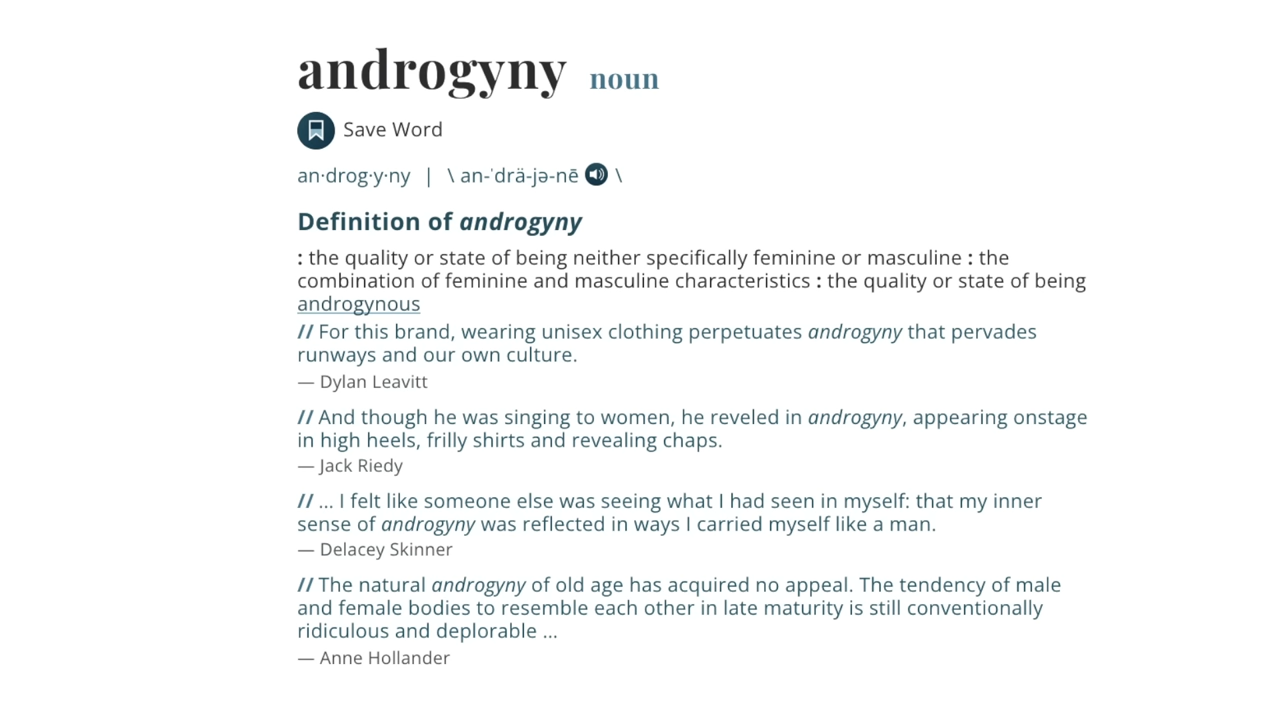 androgyny noun
Save Word
an·drog·y·ny | \ an-ˈdrä-jə-nē \
Definition of androgyny
: the quality or state of being neither specifically feminine or masculine : the
combination of feminine and masculine characteristics : the quality or state of being
androgynous
// For this brand, wearing unisex clothing perpetuates androgyny that pervades
runways and our own culture.
— Dylan Leavitt
// And though he was singing to women, he reveled in androgyny, appearing onstage
in high heels, frilly shirts and revealing chaps.
— Jack Riedy
// ... I felt like someone else was seeing what I had seen in myself: that my inner
sense of androgyny was reflected in ways I carried myself like a man.
— Delacey Skinner
// The natural androgyny of old age has acquired no appeal. The tendency of male
and female bodies to resemble each other in late maturity is still conventionally
ridiculous and deplorable ...
— Anne Hollander